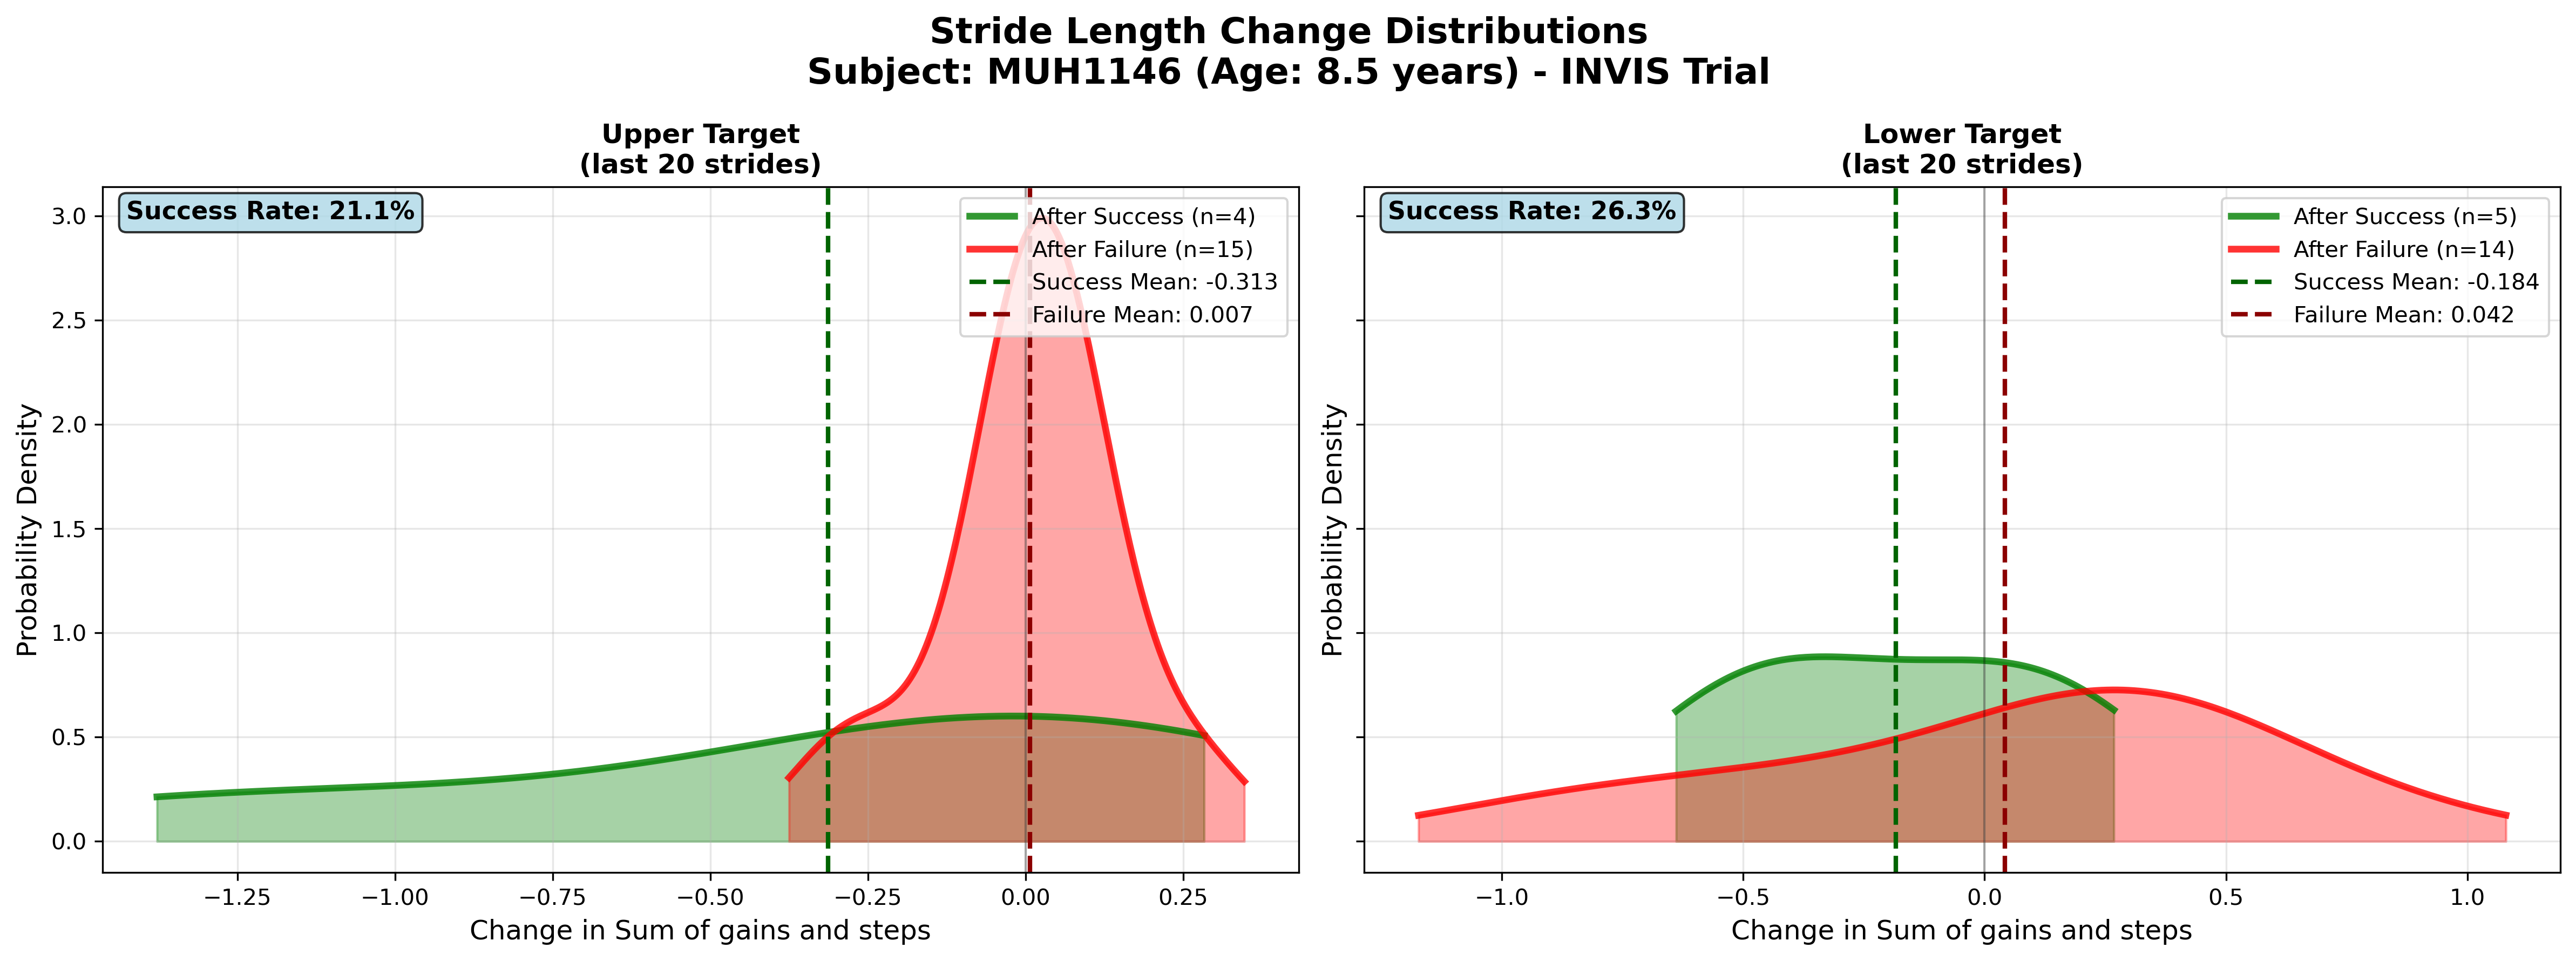 Stride Length Change Distributions
Subject: MUH1146 (Age: 8.5 years) - INVIS Trial
Upper Target
(last 20 strides)
Success Rate: 21.1%
After Success (n=4)
After Failure (n=15)
Success Mean: -0.313
Failure Mean: 0.007
Probability Density
3.0
2.5
2.0
1.5
1.0
0.5
0.0
−1.25
−1.00
−0.75
−0.50
−0.25
0.00
0.25
Change in Sum of gains and steps
Lower Target
(last 20 strides)
Success Rate: 26.3%
After Success (n=5)
After Failure (n=14)
Success Mean: -0.184
Failure Mean: 0.042
Probability Density
−1.0
−0.5
0.0
0.5
1.0
Change in Sum of gains and steps